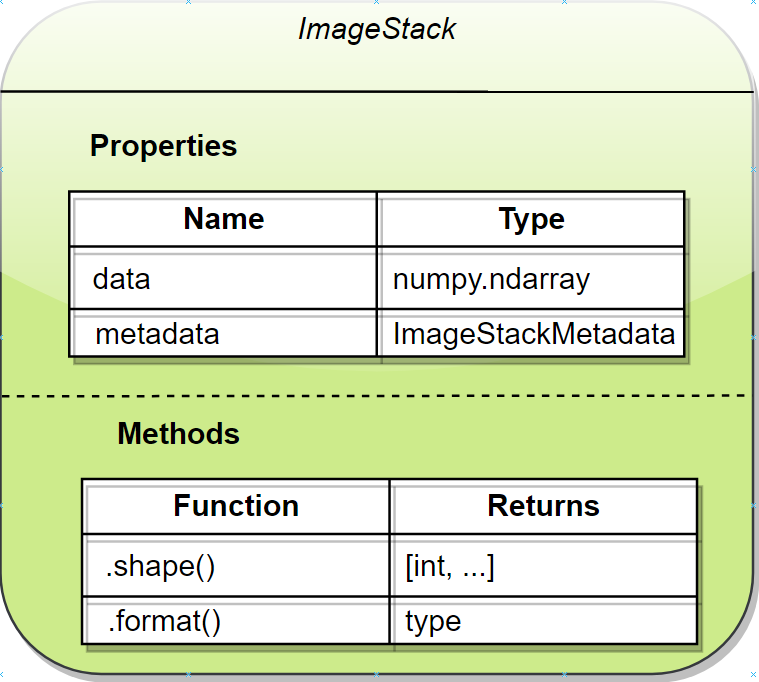 ImageStack
Properties
Name Type
data numpy.ndarray
metadata ImageStackMetadata
Methods
Function Returns
.shape() [int, ...]
.format() type